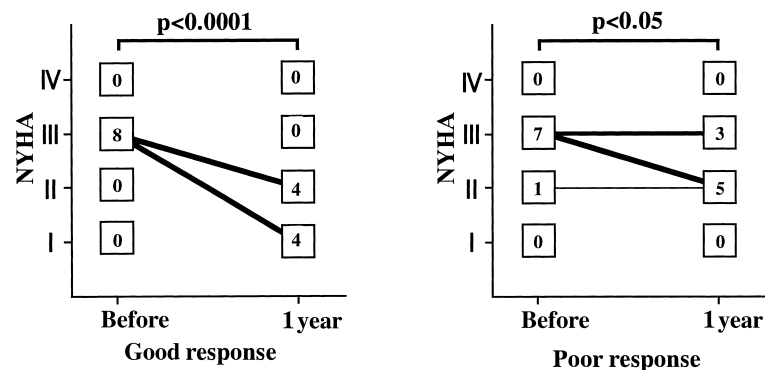 p<0.0001
NYHA
IV 0 0
III 8 0
II 0 4
I 0 4
Before 1 year
Good response
p<0.05
NYHA
IV 0 0
III 7 3
II 1 5
I 0 0
Before 1 year
Poor response